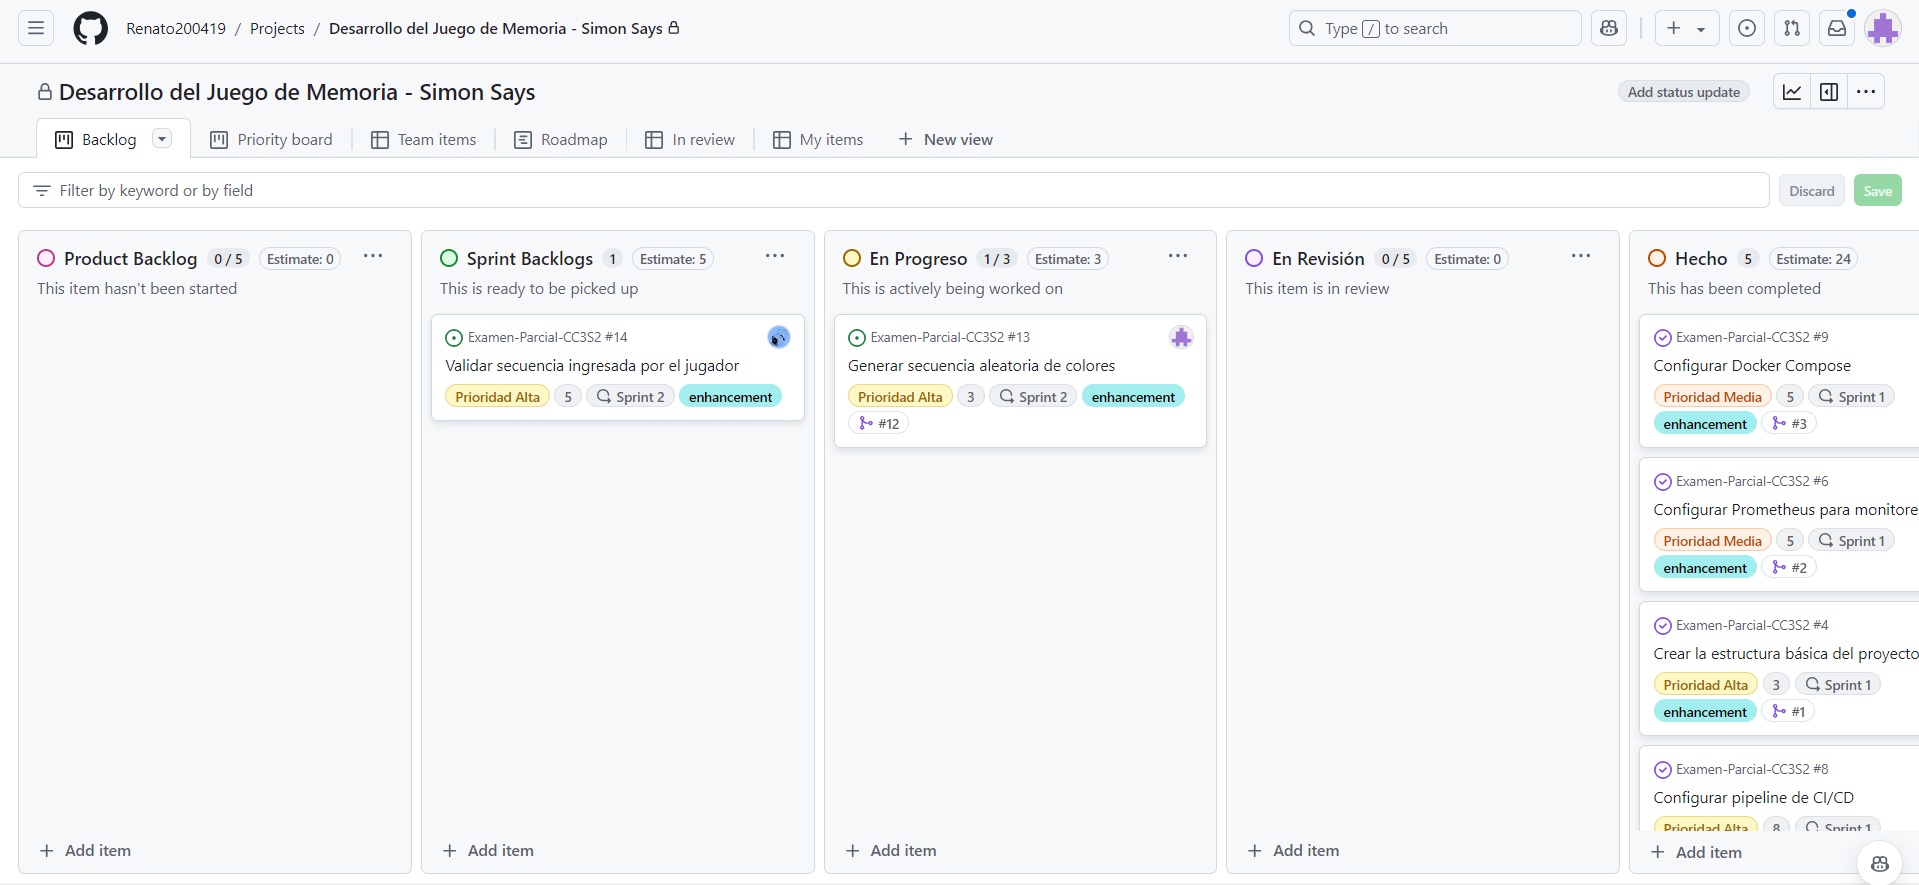 Renato200419 / Projects / Desarrollo del Juego de Memoria - Simon Says
Type / to search
Desarrollo del Juego de Memoria - Simon Says
Add status update
Backlog
Priority board
Team items
Roadmap
In review
My items
New view
Filter by keyword or by field
Discard
Save
Product Backlog 0 / 5 Estimate: 0
This item hasn't been started
Add item
Sprint Backlogs 1 Estimate: 5
This is ready to be picked up
Examen-Parcial-CC3S2 #14
Validar secuencia ingresada por el jugador
Prioridad Alta 5 Sprint 2 enhancement
Add item
En Progreso 1 / 3 Estimate: 3
This is actively being worked on
Examen-Parcial-CC3S2 #13
Generar secuencia aleatoria de colores
Prioridad Alta 3 Sprint 2 enhancement
#12
Add item
En Revisión 0 / 5 Estimate: 0
This item is in review
Add item
Hecho 5 Estimate: 24
This has been completed
Examen-Parcial-CC3S2 #9
Configurar Docker Compose
Prioridad Media 5 Sprint 1
enhancement #3
Examen-Parcial-CC3S2 #6
Configurar Prometheus para monitore
Prioridad Media 5 Sprint 1
enhancement #2
Examen-Parcial-CC3S2 #4
Crear la estructura básica del proyecto
Prioridad Alta 3 Sprint 1
enhancement #1
Examen-Parcial-CC3S2 #8
Configurar pipeline de CI/CD
Prioridad Alta 8 Sprint 1
Add item